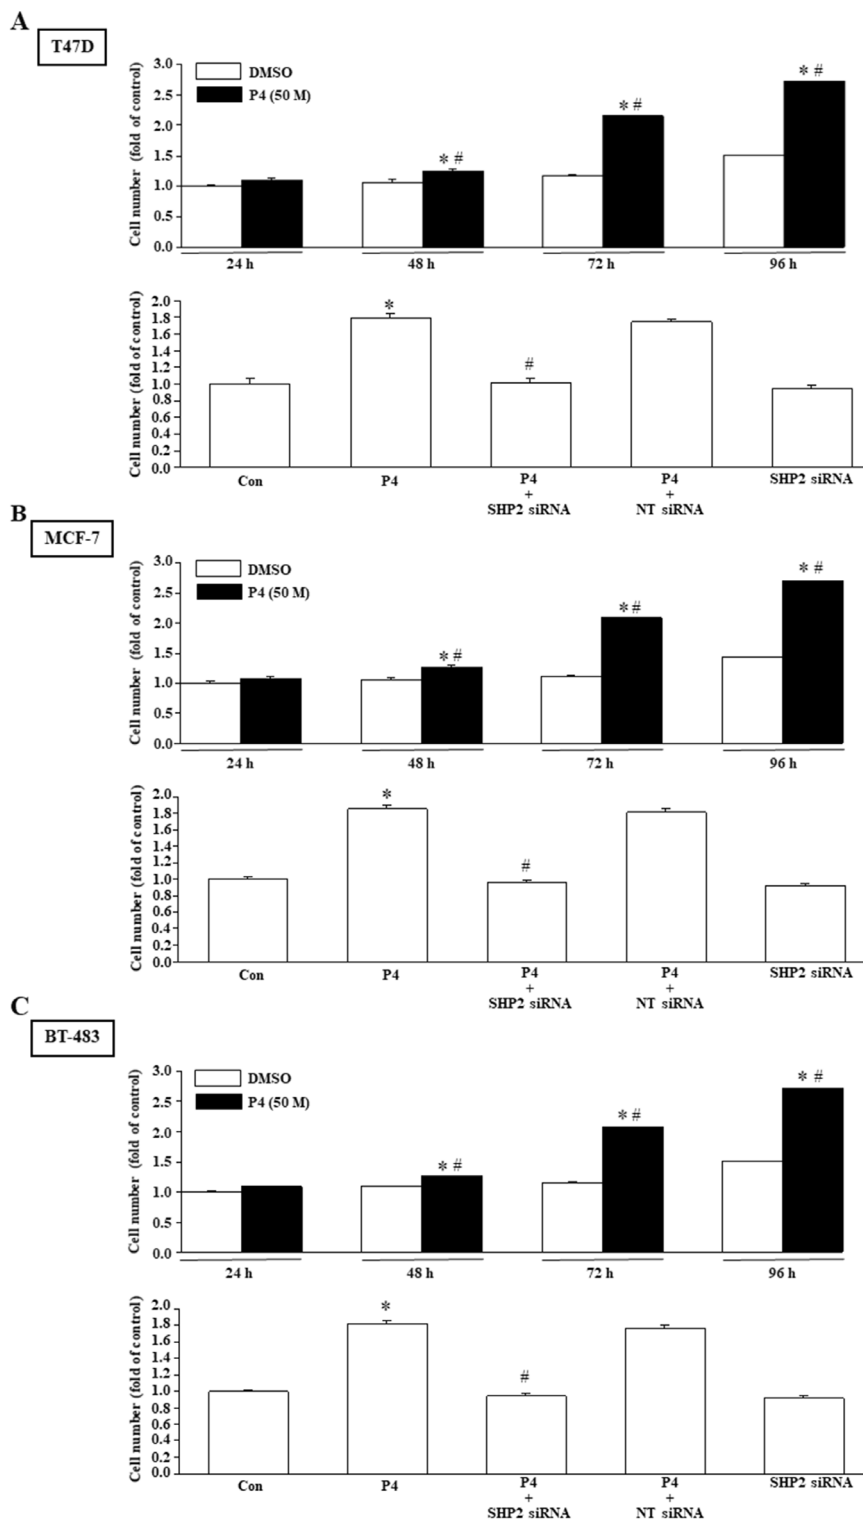 A
T47D
Cell number (fold of control)
3.0
2.5
2.0
1.5
1.0
0.5
0.0
DMSO
P4 (50 M)
* #
* #
* #
24 h
48 h
72 h
96 h
Cell number (fold of control)
2.0
1.8
1.6
1.4
1.2
1.0
0.8
0.6
0.4
0.2
0.0
*
#
Con
P4
P4
+
SHP2 siRNA
P4
+
NT siRNA
SHP2 siRNA
B
MCF-7
Cell number (fold of control)
3.0
2.5
2.0
1.5
1.0
0.5
0.0
DMSO
P4 (50 M)
* #
* #
* #
24 h
48 h
72 h
96 h
Cell number (fold of control)
2.0
1.8
1.6
1.4
1.2
1.0
0.8
0.6
0.4
0.2
0.0
*
#
Con
P4
P4
+
SHP2 siRNA
P4
+
NT siRNA
SHP2 siRNA
C
BT-483
Cell number (fold of control)
3.0
2.5
2.0
1.5
1.0
0.5
0.0
DMSO
P4 (50 M)
* #
* #
* #
24 h
48 h
72 h
96 h
Cell number (fold of control)
2.0
1.8
1.6
1.4
1.2
1.0
0.8
0.6
0.4
0.2
0.0
*
#
Con
P4
P4
+
SHP2 siRNA
P4
+
NT siRNA
SHP2 siRNA